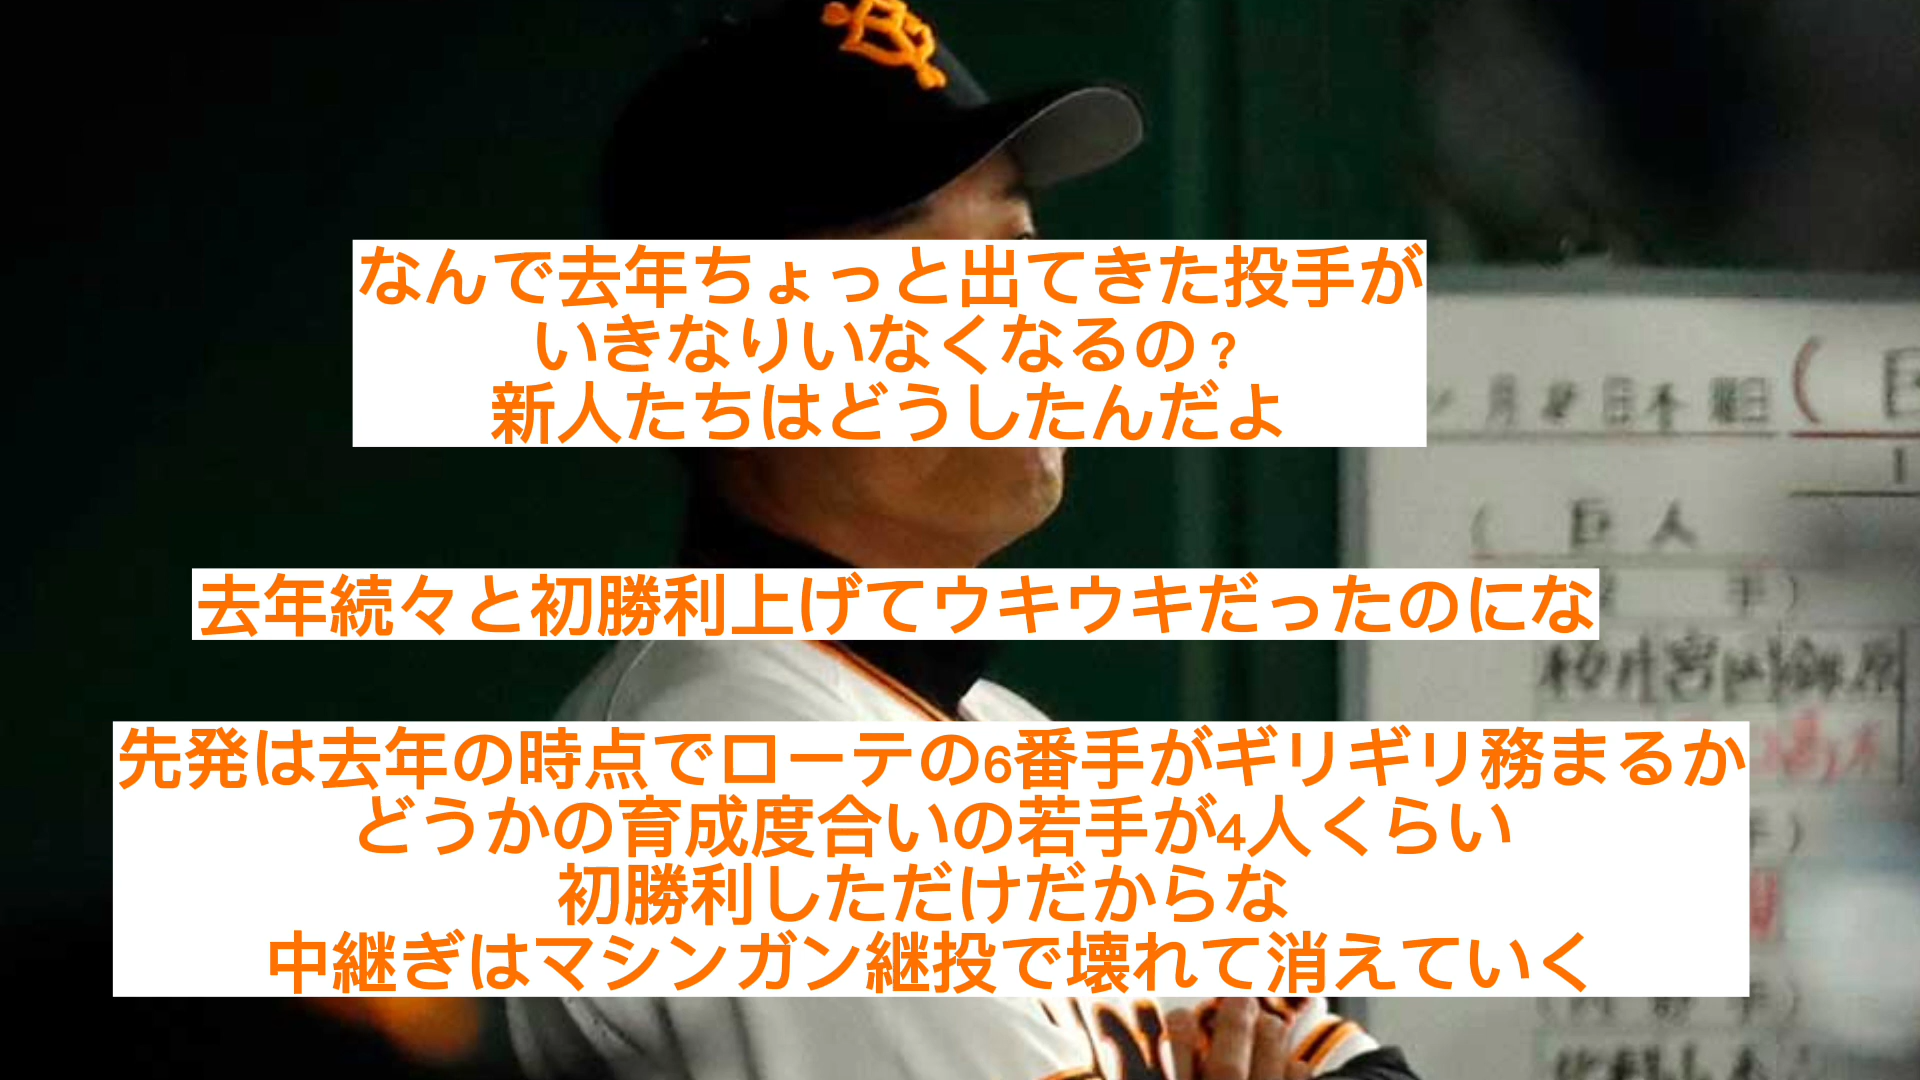 なんで去年ちょっと出てきた投手が
いきなりいなくなるの？
新人たちはどうしたんだよ
去年続々と初勝利上げてウキウキだったのにな
先発は去年の時点でローテの6番手がギリギリ務まるか
どうかの育成度合いの若手が4人くらい
初勝利しただけだからな
中継ぎはマシンガン継投で壊れて消えていく
巨人